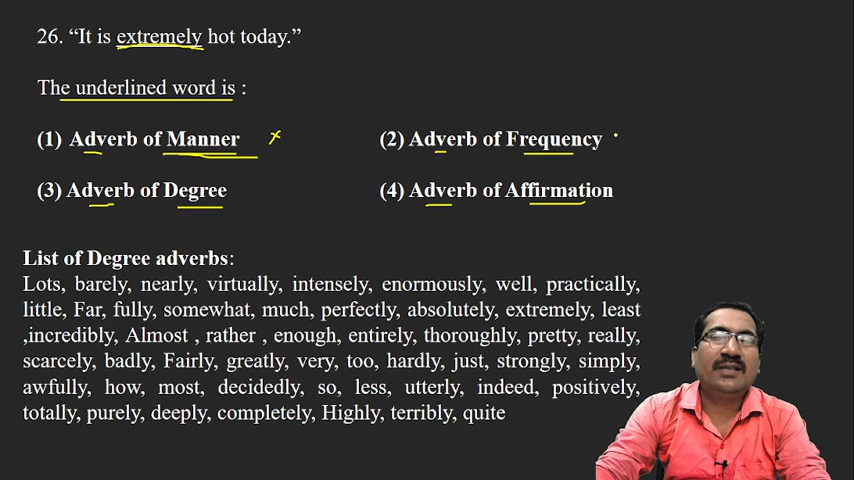 26. “It is extremely hot today.”
The underlined word is :
(1) Adverb of Manner
(2) Adverb of Frequency
(3) Adverb of Degree
(4) Adverb of Affirmation
List of Degree adverbs:
Lots, barely, nearly, virtually, intensely, enormously, well, practically,
little, Far, fully, somewhat, much, perfectly, absolutely, extremely, least
,incredibly, Almost , rather , enough, entirely, thoroughly, pretty, really,
scarcely, badly, Fairly, greatly, very, too, hardly, just, strongly, simply,
awfully, how, most, decidedly, so, less, utterly, indeed, positively,
totally, purely, deeply, completely, Highly, terribly, quite